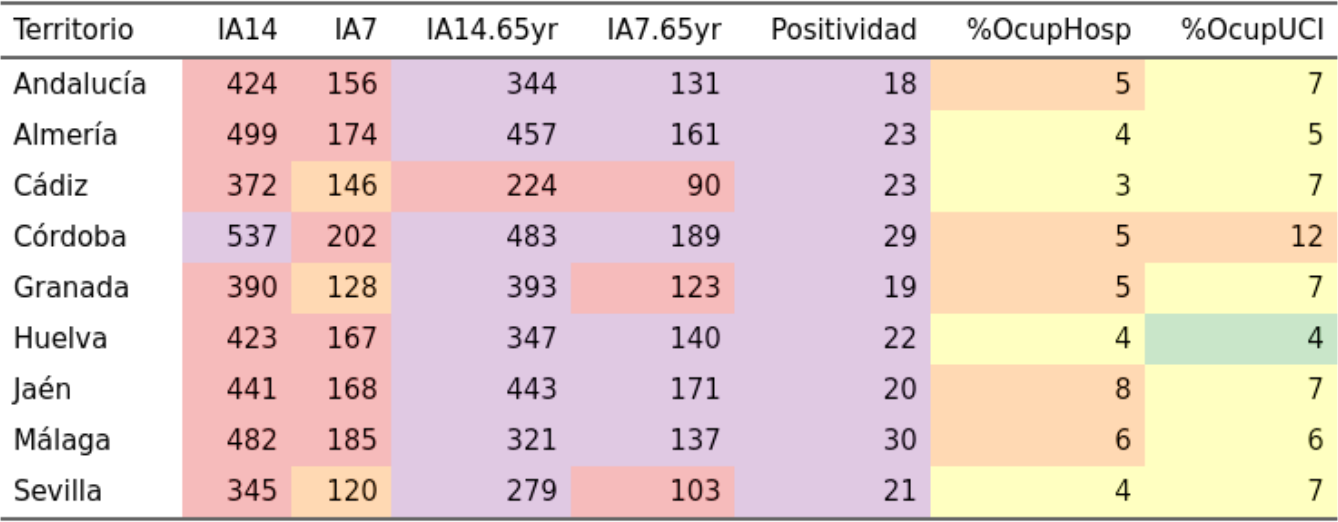 Territorio IA14 IA7 IA14.65yr IA7.65yr Positividad %OcupHosp %OcupUCI
Andalucía 424 156 344 131 18 5 7
Almería 499 174 457 161 23 4 5
Cádiz 372 146 224 90 23 3 7
Córdoba 537 202 483 189 29 5 12
Granada 390 128 393 123 19 5 7
Huelva 423 167 347 140 22 4 4
Jaén 441 168 443 171 20 8 7
Málaga 482 185 321 137 30 6 6
Sevilla 345 120 279 103 21 4 7